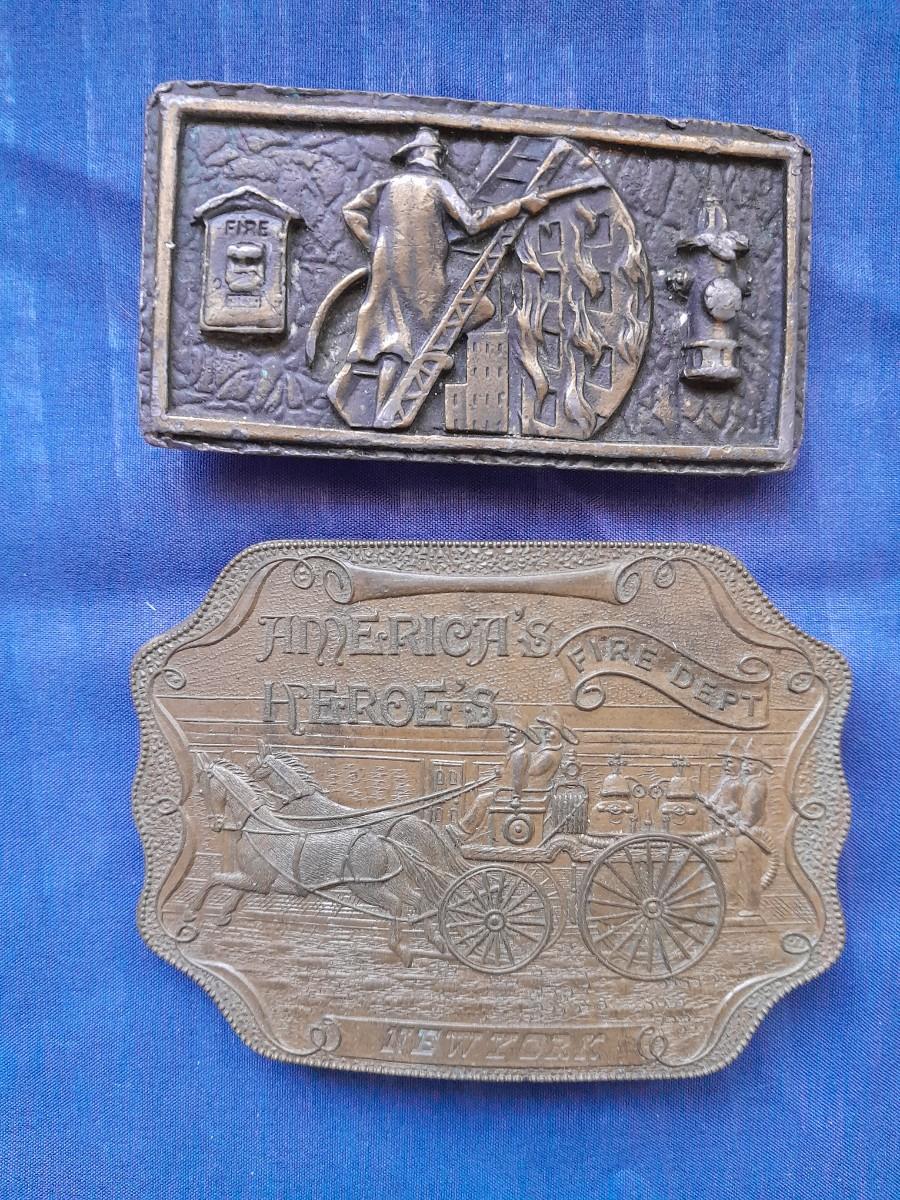 FIRE
AMERICA'S
HEROE'S
FIRE DEPT
NEW YORK